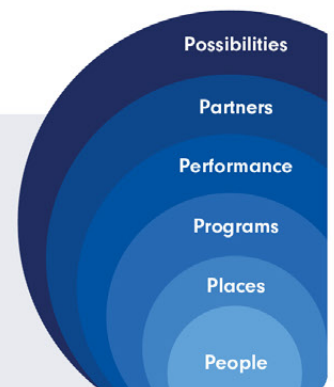 Possibilities
Partners
Performance
Programs
Places
People